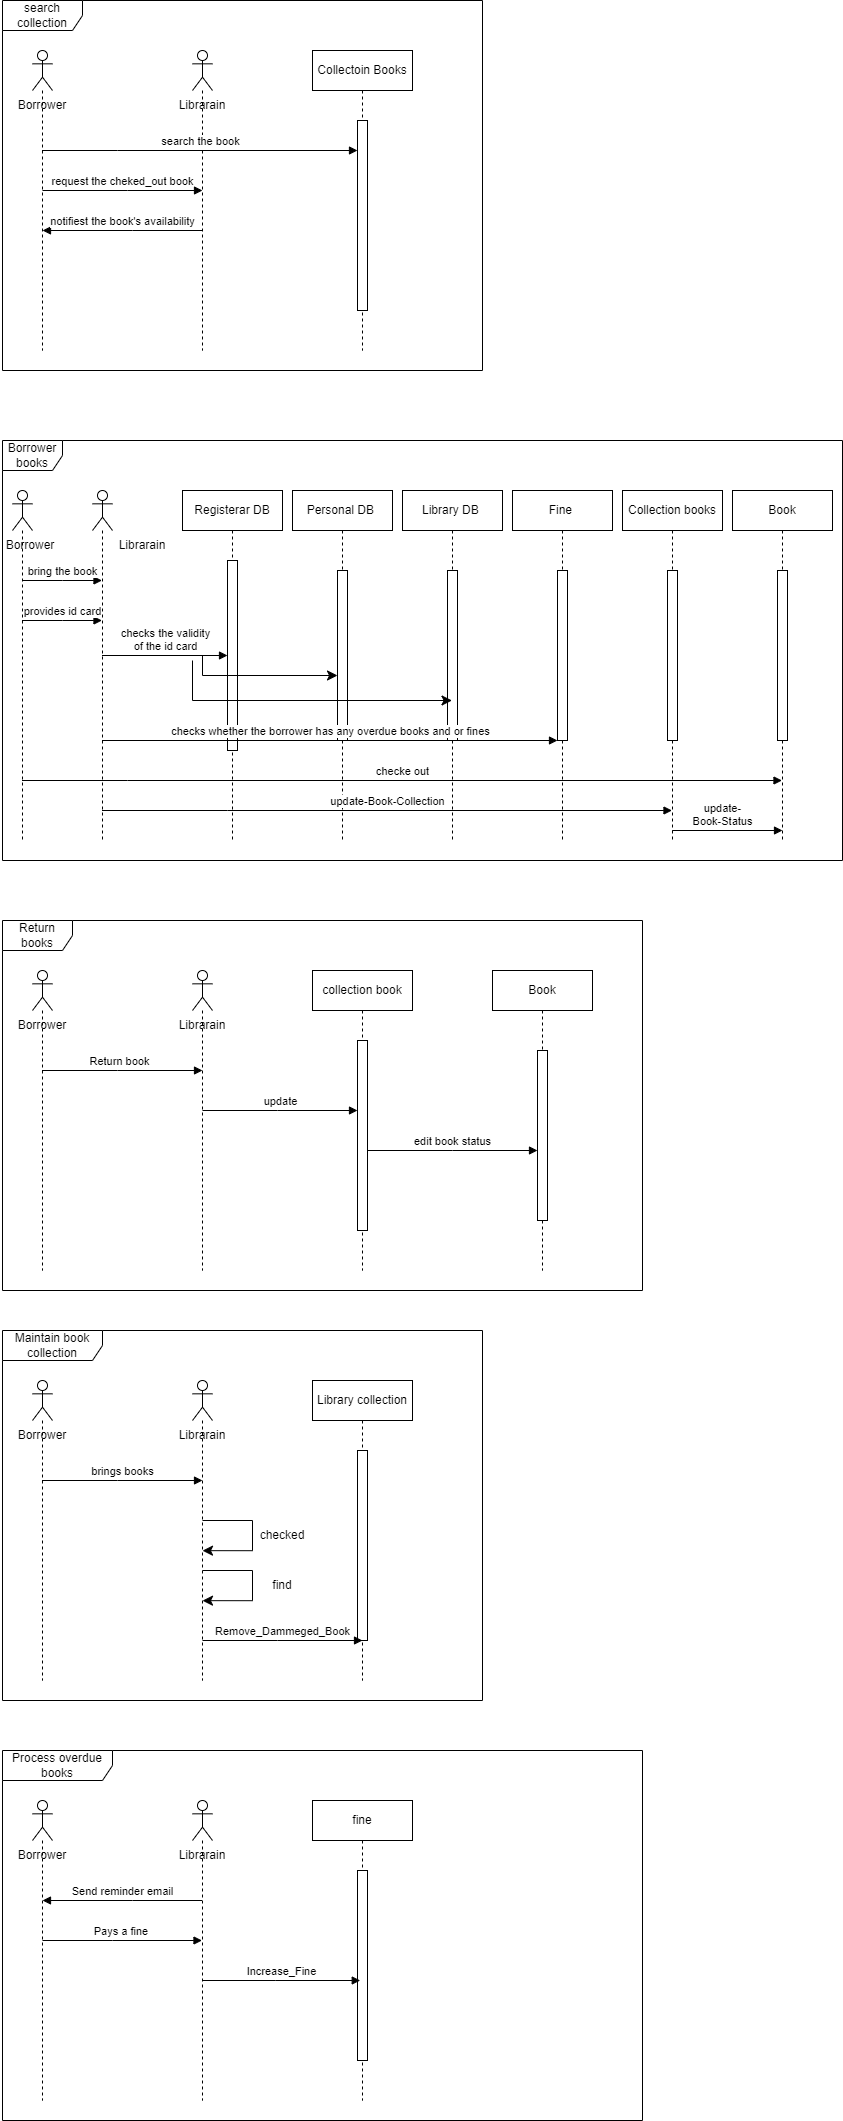 search
collection
Borrower
Librarain
Collectoin Books
search the book
request the cheked_out book
notifiest the book's availability
Borrower
books
Registerar DB
Personal DB
Library DB
Fine
Collection books
Book
Borrower
Librarain
bring the book
provides id card
checks the validity
of the id card
checks whether the borrower has any overdue books and or fines
checke out
update-Book-Collection
update-
Book-Status
Return
books
collection book
Book
Borrower
Librarain
Return book
update
edit book status
Maintain book
collection
Library collection
Borrower
Librarain
brings books
checked
find
Remove_Dammeged_Book
Process overdue
books
fine
Borrower
Librarain
Send reminder email
Pays a fine
Increase_Fine